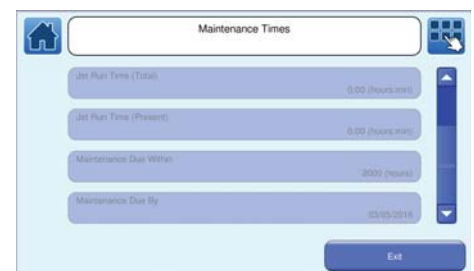 Maintenance Times
Jet Run Time (Total)
0.00 (hours:min)
Jet Run Time (Present)
0.00 (hours:min)
Maintenance Due Within
2000 (hours)
Maintenance Due By
03/05/2016
Exit